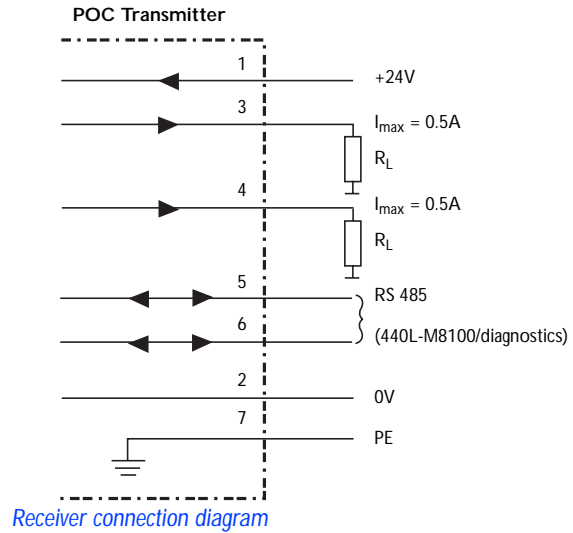 POC Transmitter
1
+24V
3
Imax = 0.5A
RL
4
Imax = 0.5A
RL
5
RS 485
6
(440L-M8100/diagnostics)
2
0V
7
PE
Receiver connection diagram